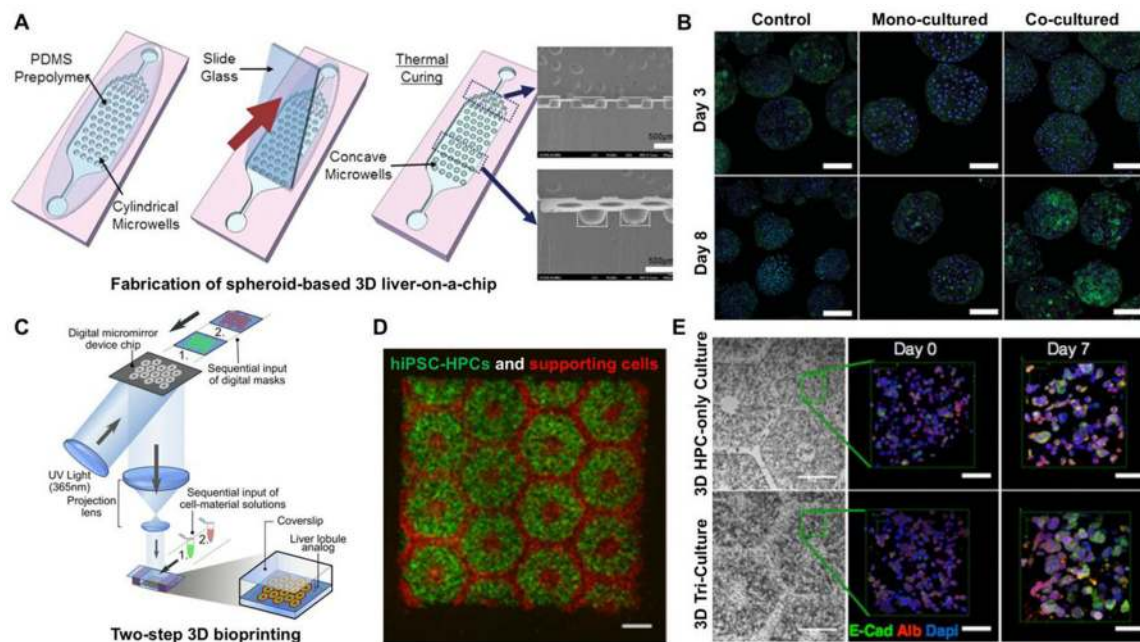 A
PDMS
Prepolymer
Cylindrical
Microwells
Slide
Glass
Thermal
Curing
Concave
Microwells
500µm
500µm
Fabrication of spheroid-based 3D liver-on-a-chip
B
Control
Mono-cultured
Co-cultured
Day 3
Day 8
C
Digital micromirror
device chip
1.
2.
Sequential input
of digital masks
UV Light
(365nm)
Projection
lens
Sequential input of
cell-material solutions
1.
2.
Coverslip
Liver lobule
analog
Two-step 3D bioprinting
D
hiPSC-HPCs and supporting cells
E
Day 0
Day 7
3D HPC-only Culture
3D Tri-Culture
E-Cad Alb Dapi